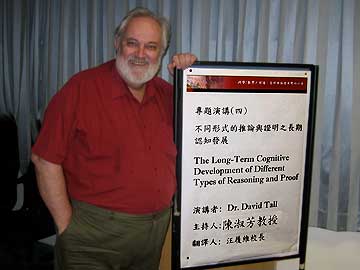 專題演講(四)
不同形式的推論與證明之長期
認知發展
The Long-Term Cognitive
Development of Different
Types of Reasoning and Proof
演講者: Dr. David Tall
主持人: 陳淑芳教授
翻譯人: 汪履維校長